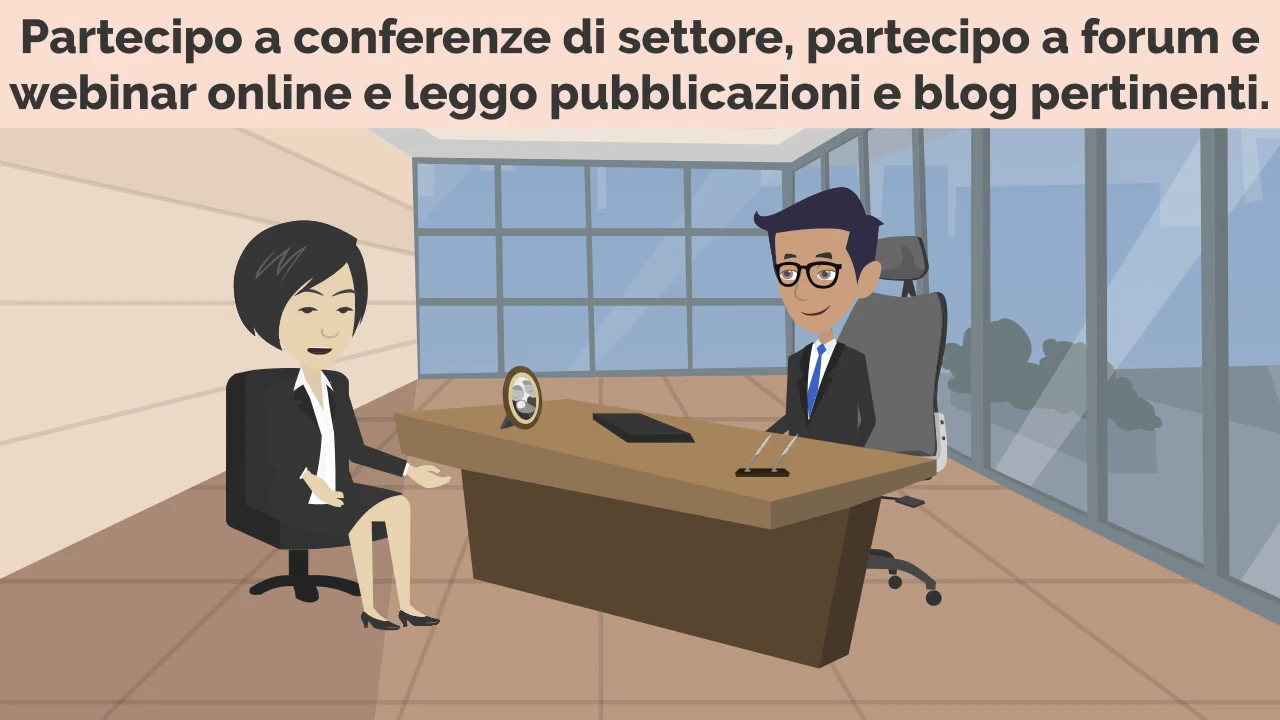 Partecipo a conferenze di settore, partecipo a forum e
webinar online e leggo pubblicazioni e blog pertinenti.